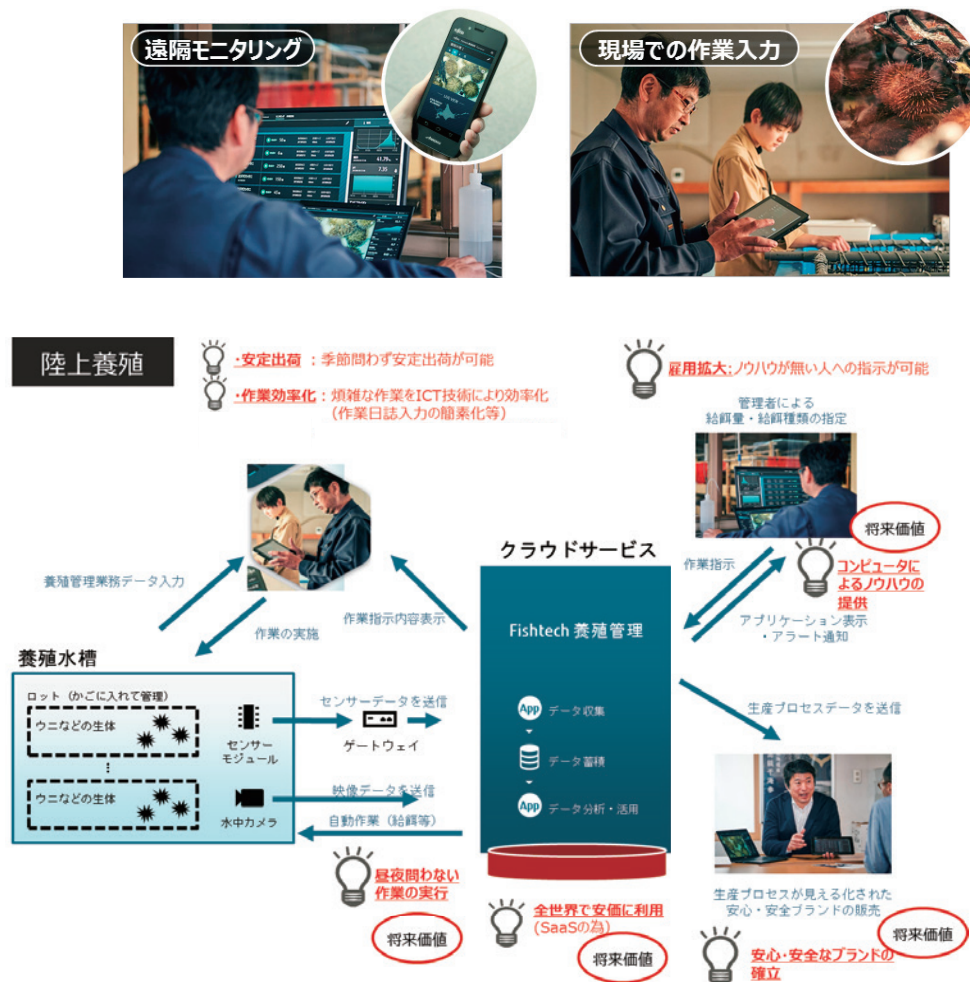 遠隔モニタリング
現場での作業入力
陸上養殖
・安定出荷 ：季節問わず安定出荷が可能
・作業効率化：煩雑な作業をICT技術により効率化
（作業日誌入力の簡素化等）
雇用拡大：ノウハウが無い人への指示が可能
管理者による
給餌量・給餌種類の指定
将来価値
クラウドサービス
作業指示
コンピュータに
よるノウハウの
提供
養殖管理業務データ入力
作業指示内容表示
作業の実施
アプリケーション表示
・アラート通知
Fishtech 養殖管理
養殖水槽
ロット（かごに入れて管理）
ウニなどの生体
センサー
モジュール
センサーデータを送信
ゲートウェイ
App データ収集
データ蓄積
App データ分析・活用
生産プロセスデータを送信
ウニなどの生体
水中カメラ
映像データを送信
自動作業（給餌等）
昼夜問わない
作業の実行
将来価値
全世界で安価に利用
(SaaSの為)
将来価値
生産プロセスが見える化された
安心・安全ブランドの販売
将来価値
安心・安全なブランドの
確立